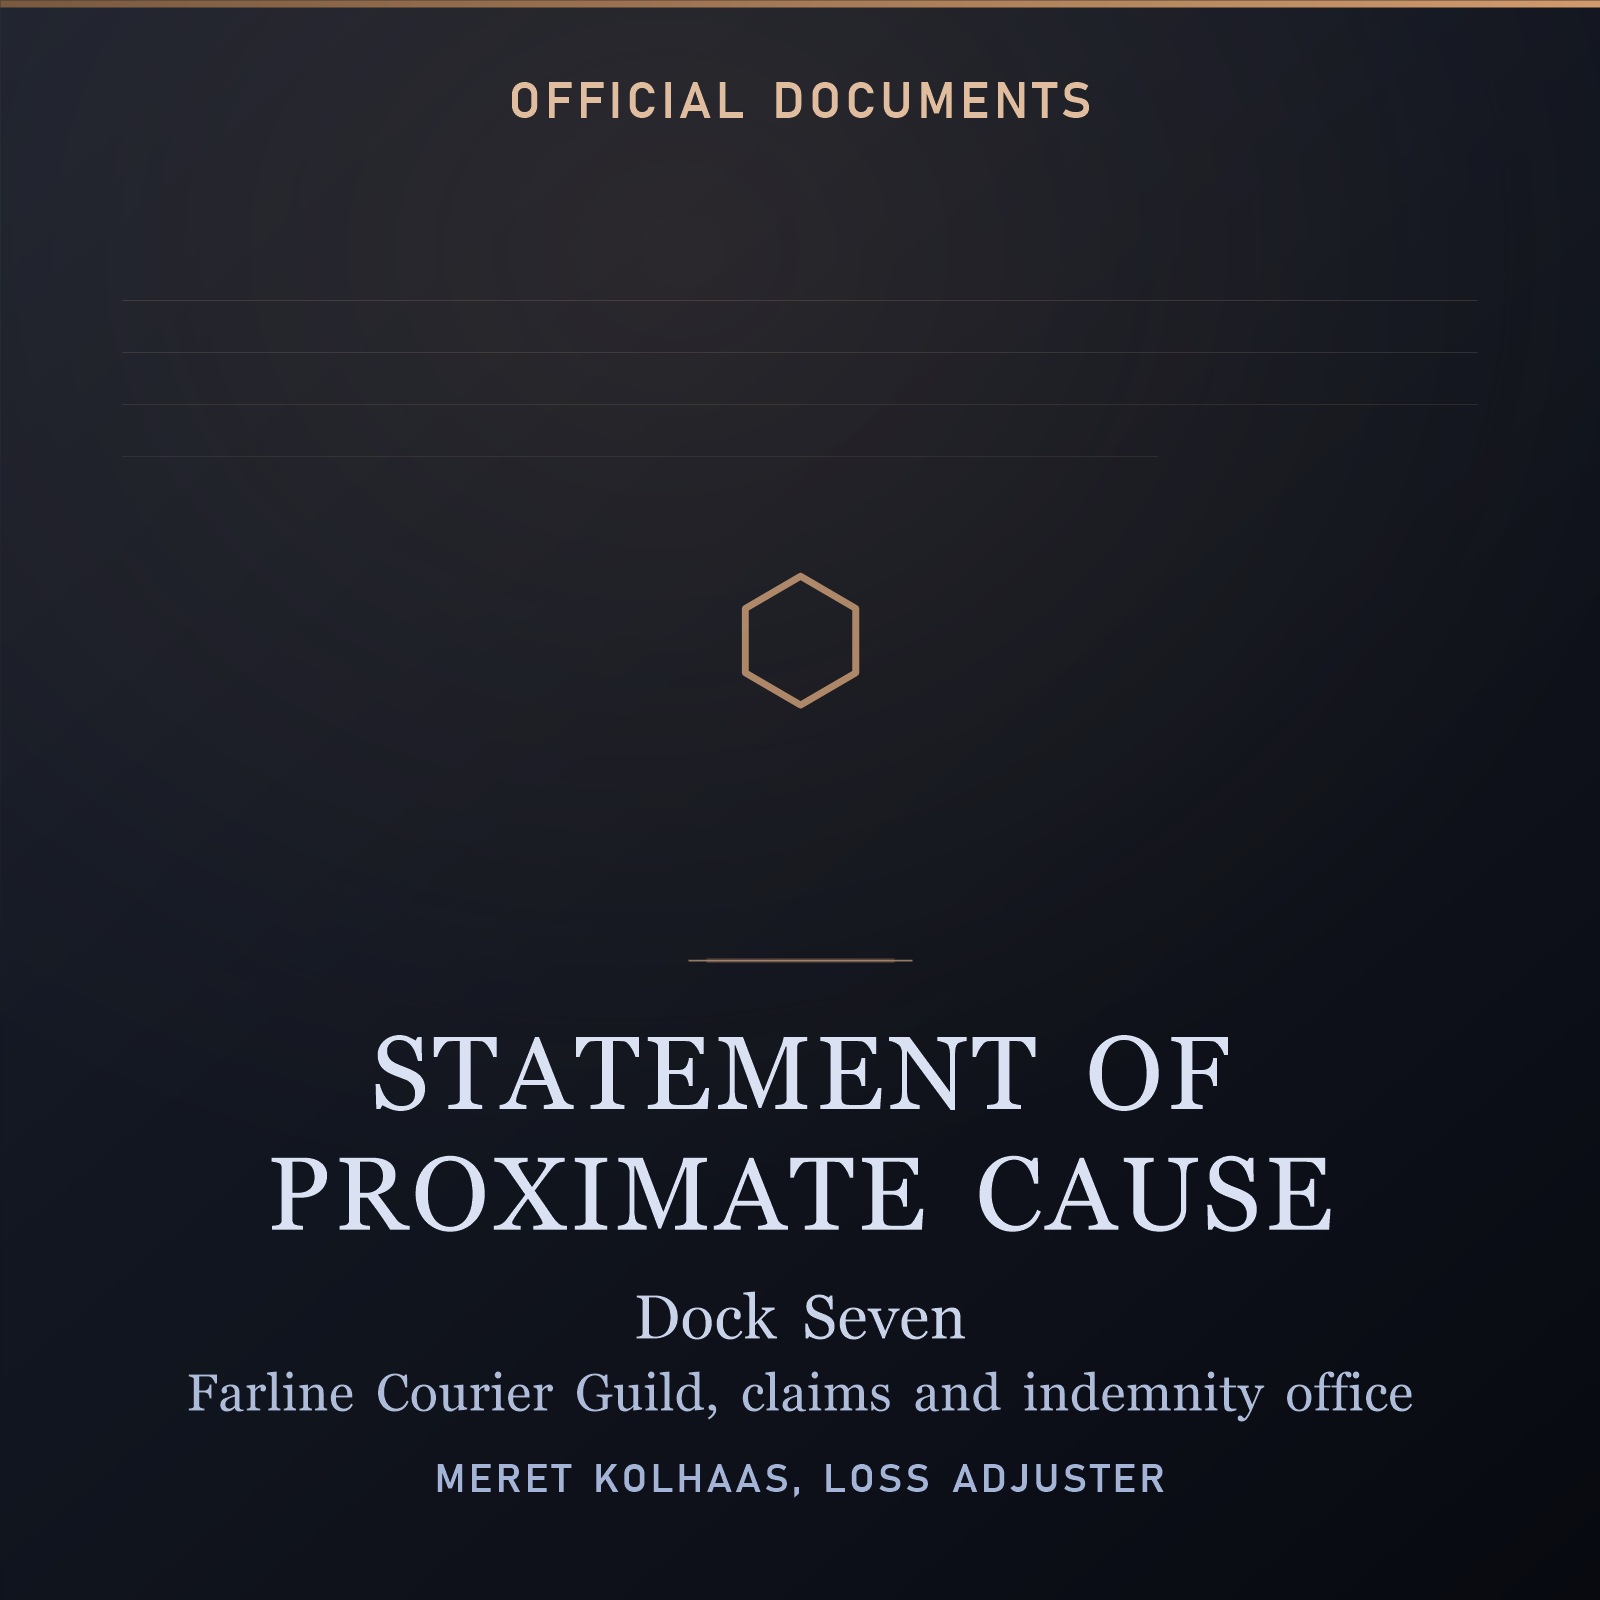 OFFICIAL DOCUMENTS
STATEMENT OF
PROXIMATE CAUSE
Dock Seven
Farline Courier Guild, claims and indemnity office
MERET KOLHAAS, LOSS ADJUSTER